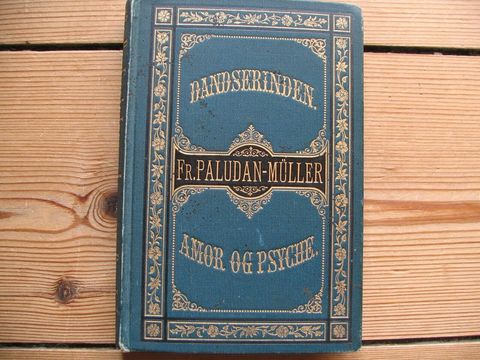 DANDSERINDEN.
FR. PALUDAN-MÜLLER
AMOR OG PSYCHE.